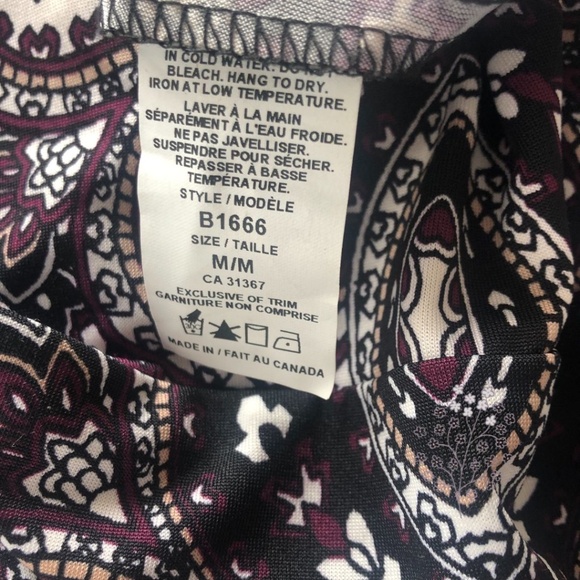 IN COLD WATER. DO NOT
BLEACH. HANG TO DRY.
IRON AT LOW TEMPERATURE.
LAVER À LA MAIN
SÉPARÉMENT À L'EAU FROIDE.
NE PAS JAVELLISER.
SUSPENDRE POUR SÉCHER.
REPASSER À BASSE
TEMPÉRATURE.
STYLE / MODÈLE
B1666
SIZE / TAILLE
M/M
CA 31367
EXCLUSIVE OF TRIM
GARNITURE NON COMPRISE
MADE IN / FAIT AU CANADA